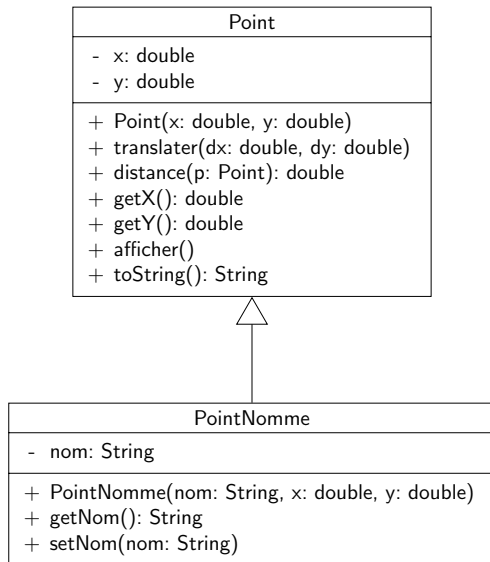 Point
- x: double
- y: double
+ Point(x: double, y: double)
+ translater(dx: double, dy: double)
+ distance(p: Point): double
+ getX(): double
+ getY(): double
+ afficher()
+ toString(): String
PointNomme
- nom: String
+ PointNomme(nom: String, x: double, y: double)
+ getNom(): String
+ setNom(nom: String)